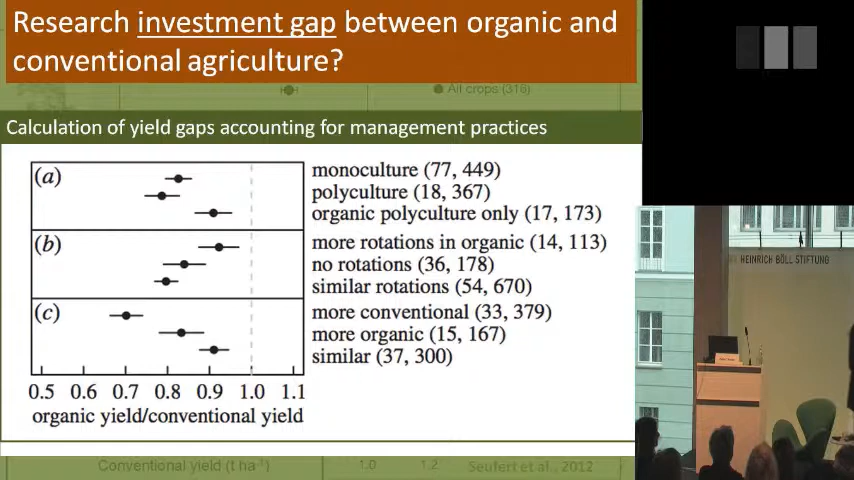 Research investment gap between organic and
conventional agriculture?
All crops (316)
Calculation of yield gaps accounting for management practices
(a)
monoculture (77, 449)
polyculture (18, 367)
organic polyculture only (17, 173)
(b)
more rotations in organic (14, 113)
no rotations (36, 178)
similar rotations (54, 670)
(c)
more conventional (33, 379)
more organic (15, 167)
similar (37, 300)
0.5 0.6 0.7 0.8 0.9 1.0 1.1
organic yield/conventional yield
Conventional yield (t ha⁻¹)
1.0 1.2
Seufert et al., 2012
HEINRICH BÖLL STIFTUNG